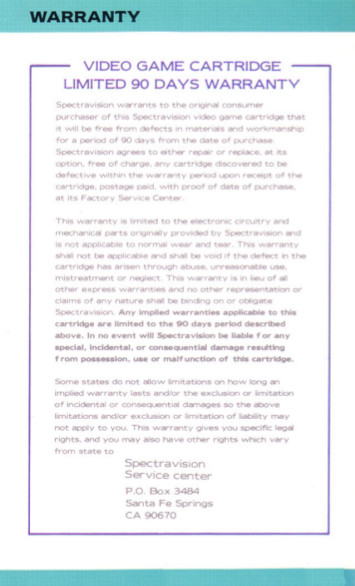 WARRANTY
VIDEO GAME CARTRIDGE
LIMITED 90 DAYS WARRANTY
Spectravision warrants to the original consumer
purchaser of this Spectravision video game cartridge that
it will be free from defects in materials and workmanship
for a period of 90 days from the date of purchase.
Spectravision agrees to either repair or replace, at its
option, free of charge, any cartridge discovered to be
defective within the warranty period upon receipt of the
cartridge, postage paid, with proof of date of purchase,
at its Factory Service Center.
This warranty is limited to the electronic circuitry and
mechanical parts originally provided by Spectravision and
is not applicable to normal wear and tear. This warranty
shall not be applicable and shall be void if the defect in the
cartridge has arisen through abuse, unreasonable use,
mistreatment or neglect. This warranty is in lieu of all
other express warranties and no other representation or
claims of any nature shall be binding on or obligate
Spectravision. Any implied warranties applicable to this
cartridge are limited to the 90 days period described
above. In no event will Spectravision be liable for any
special, incidental, or consequential damage resulting
from possession, use or malfunction of this cartridge.
Some states do not allow limitations on how long an
implied warranty lasts and/or the exclusion or limitation
of incidental or consequential damages so the above
limitations and/or exclusion or limitation of liability may
not apply to you. This warranty gives you specific legal
rights, and you may also have other rights which vary
from state to
Spectravision
Service center
P.O. Box 3484
Santa Fe Springs
CA 90670